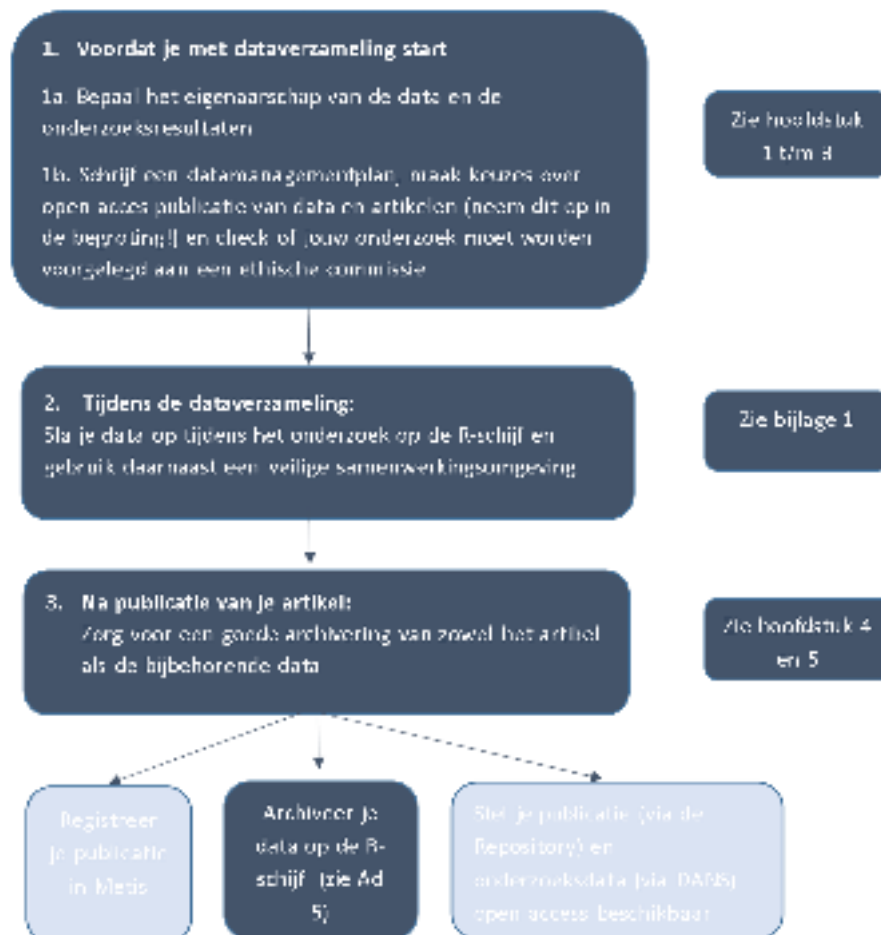 1. Voordat je met dataverzameling start
1a. Bepaal het eigenaarschap van de data en de
onderzoeksresultaten
1b. Schrijf een datamanagementplan, maak keuzes over
open acces publicatie van data en artikelen (neem dit op in
de begroting!) en check of jouw onderzoek moet worden
voorgelegd aan een ethische commissie
Zie hoofdstuk
1 t/m 3
2. Tijdens de dataverzameling:
Sla je data op tijdens het onderzoek op de R-schijf en
gebruik daarnaast een veilige samenwerkingsomgeving
Zie bijlage 1
3. Na publicatie van je artikel:
Zorg voor een goede archivering van zowel het artikel
als de bijbehorende data
Zie hoofdstuk 4
en 5
Registreer
je publicatie
in Metis
Archiveer je
data op de R-
schijf (zie Ad
5)
Stel je publicatie (via de
Repository) en
onderzoeksdata (via DANS)
open access beschikbaar